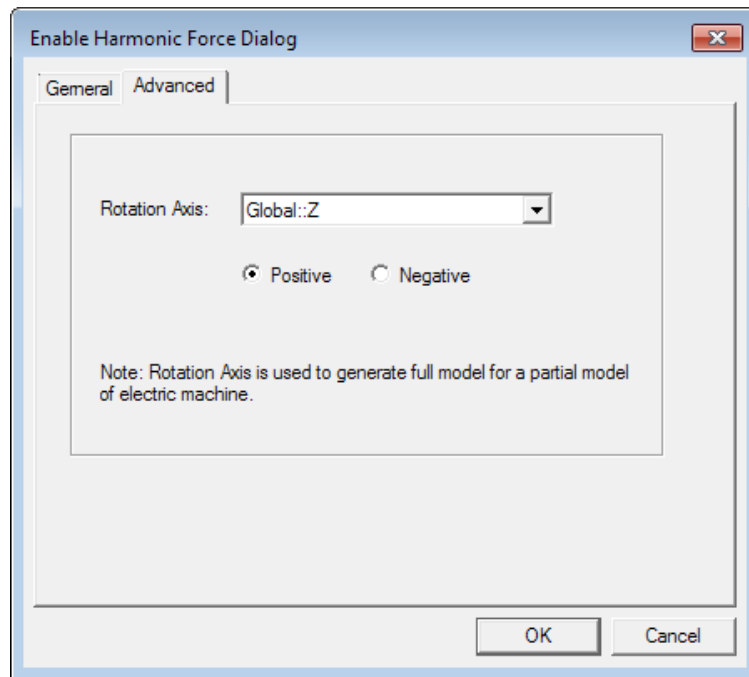 Enable Harmonic Force Dialog
Gemeral Advanced
Rotation Axis: Global::Z
Positive Negative
Note: Rotation Axis is used to generate full model for a partial model
of electric machine.
OK Cancel